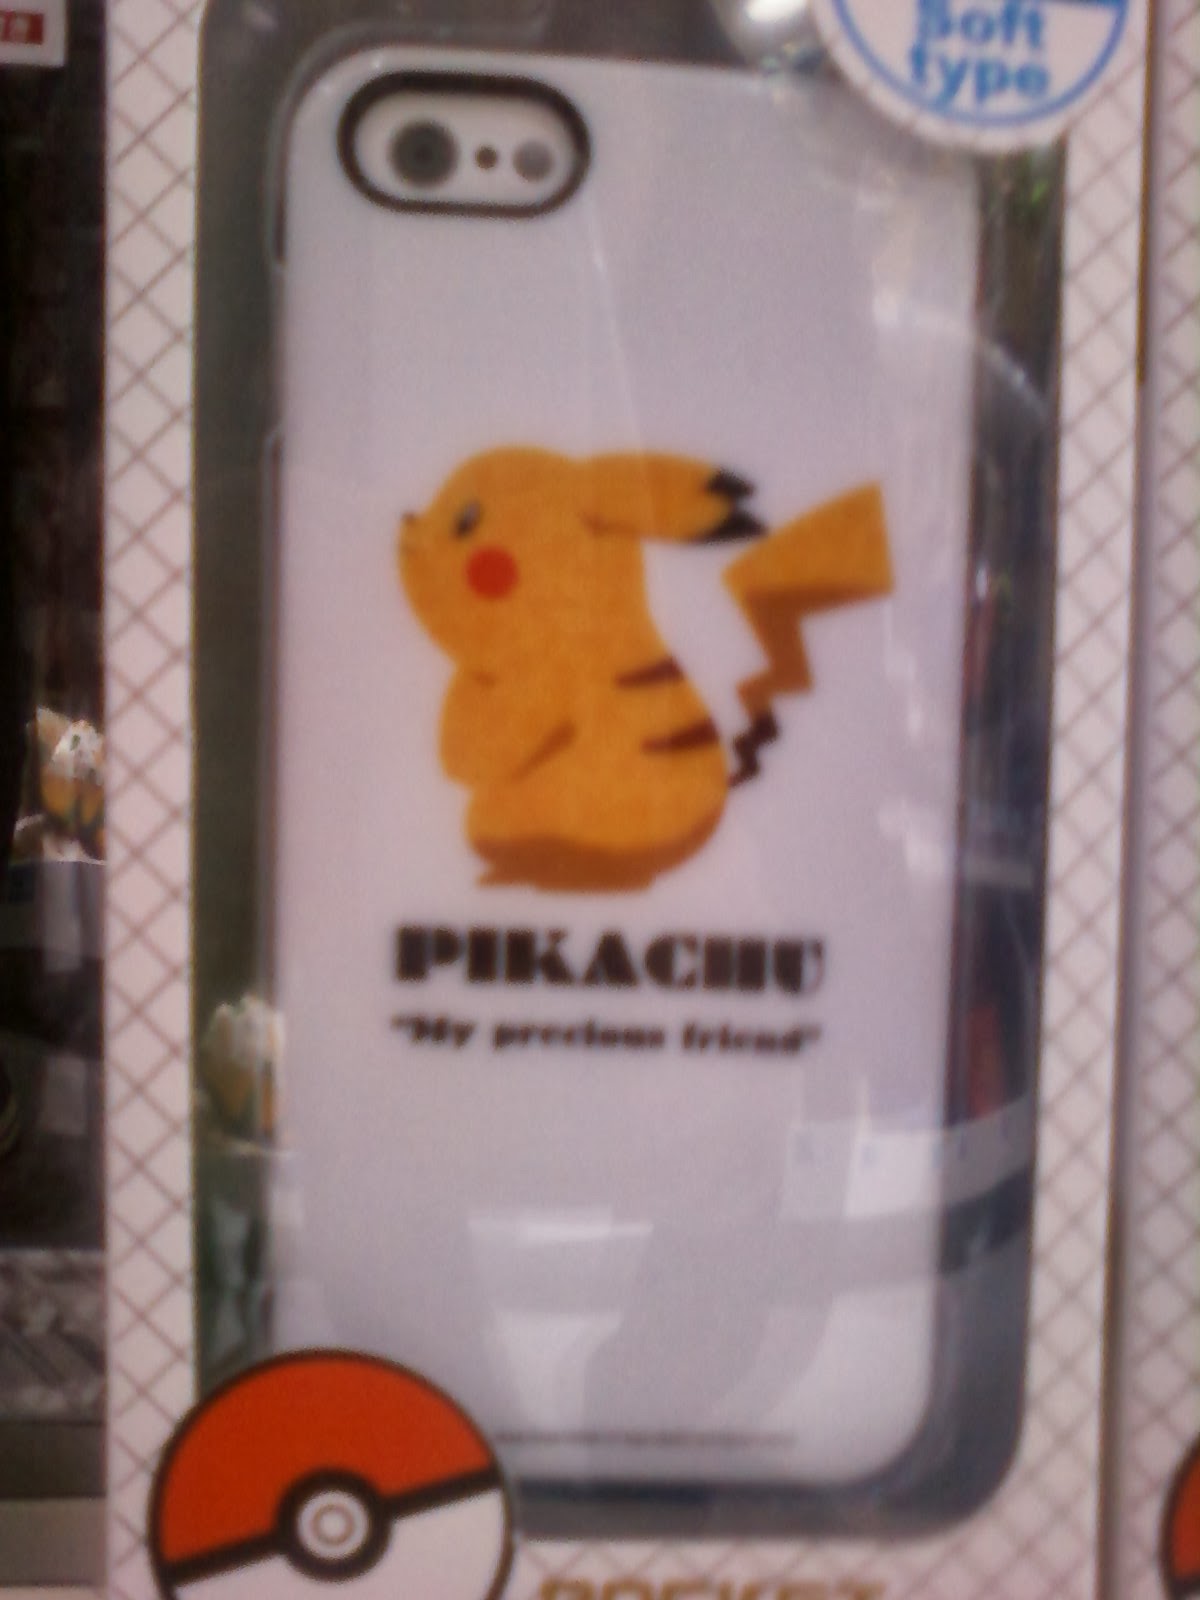 Soft
type
PIKACHU
"My precious friend"